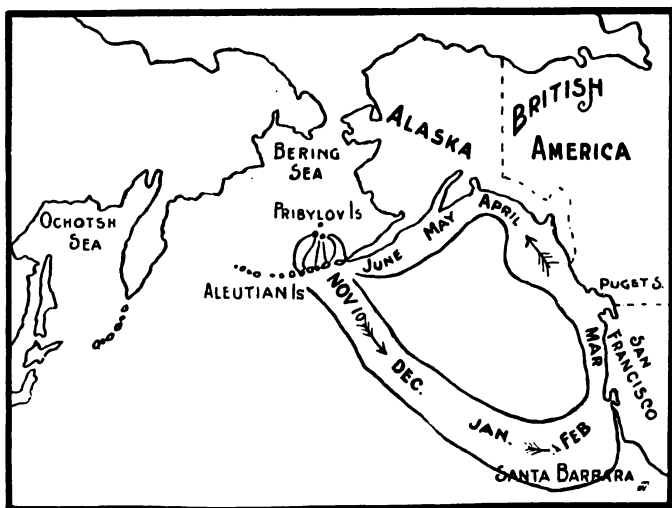 ALASKA
BRITISH
AMERICA
BERING
SEA
PRIBYLOV IS
OCHOTSH
SEA
ALEUTIAN IS
JUNE
MAY
APRIL
PUGET S.
NOV 10
DEC.
MAR
SAN
FRANCISCO
JAN.
FEB
SANTA BARBARA